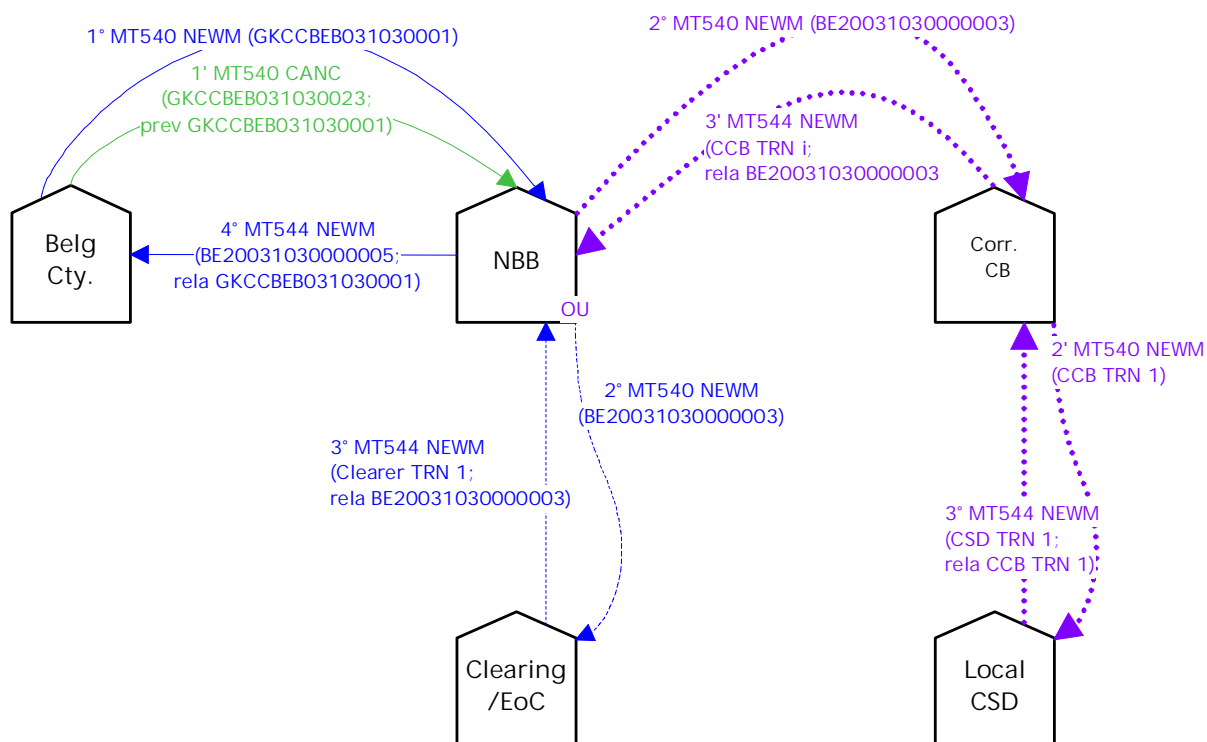 2° MT540 NEWM (BE20031030000003)
1° MT540 NEWM (GKCCBEB031030001)
1' MT540 CANC
(GKCCBEB031030023;
prev GKCCBEB031030001)
3' MT544 NEWM
(CCB TRN i;
rela BE20031030000003
Belg
Cty.
4° MT544 NEWM
(BE20031030000005;
rela GKCCBEB031030001)
NBB
Corr.
CB
OU
2' MT540 NEWM
(CCB TRN 1)
2° MT540 NEWM
(BE20031030000003)
3° MT544 NEWM
(Clearer TRN 1;
rela BE20031030000003)
3° MT544 NEWM
(CSD TRN 1;
rela CCB TRN 1)
Clearing
/EoC
Local
CSD